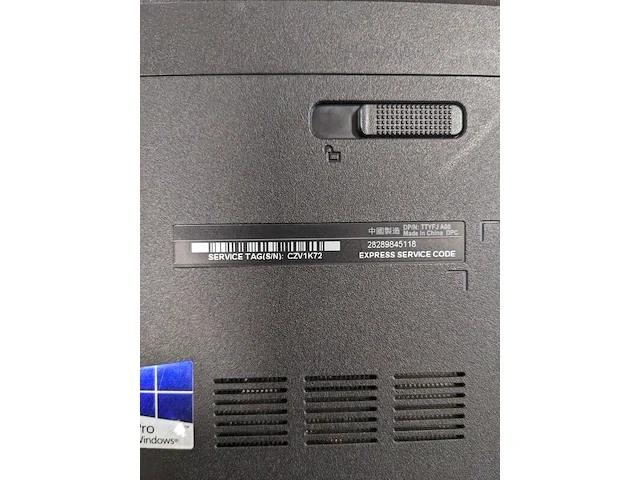 中國製造 DP/N: TTYFJ A00
Made in China DPC
28289845118
SERVICE TAG(S/N): CZV1K72
EXPRESS SERVICE CODE
Pro
Windows®